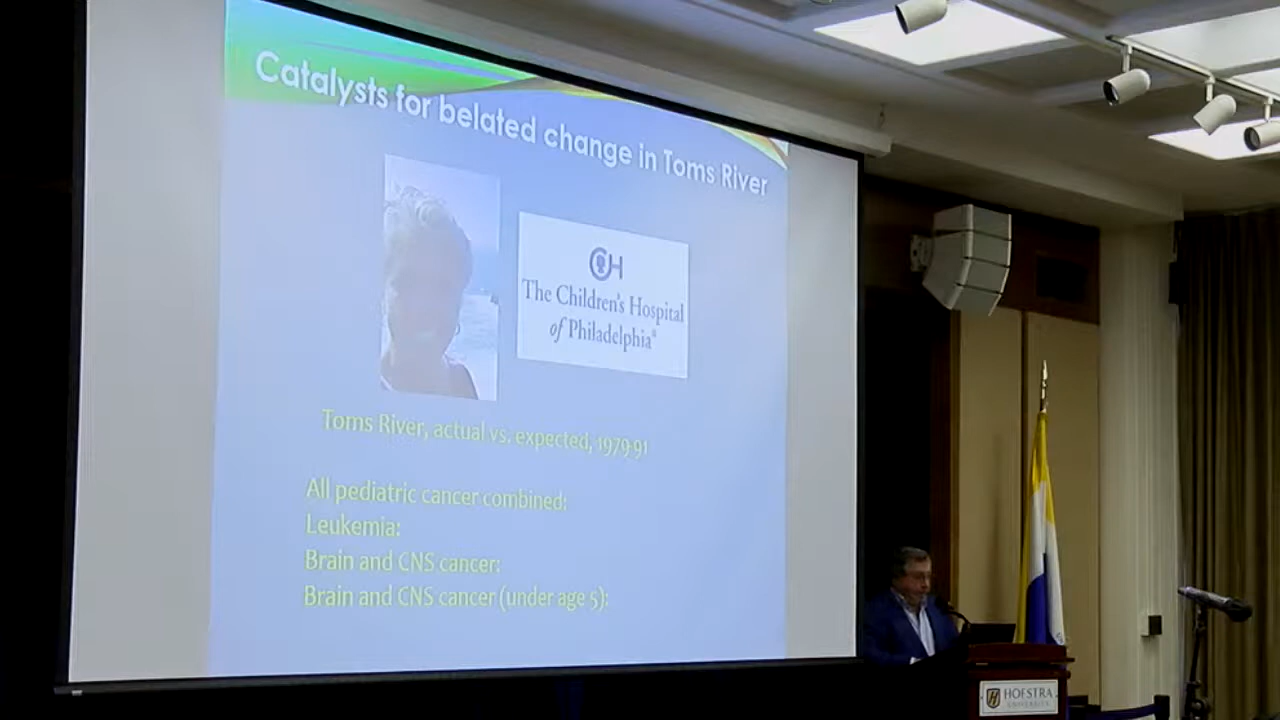 Catalysts for belated change in Toms River
CH
The Children's Hospital
of Philadelphia®
Toms River, actual vs. expected, 1979-91
All pediatric cancer combined:
Leukemia:
Brain and CNS cancer:
Brain and CNS cancer (under age 5):
HOFSTRA
UNIVERSITY